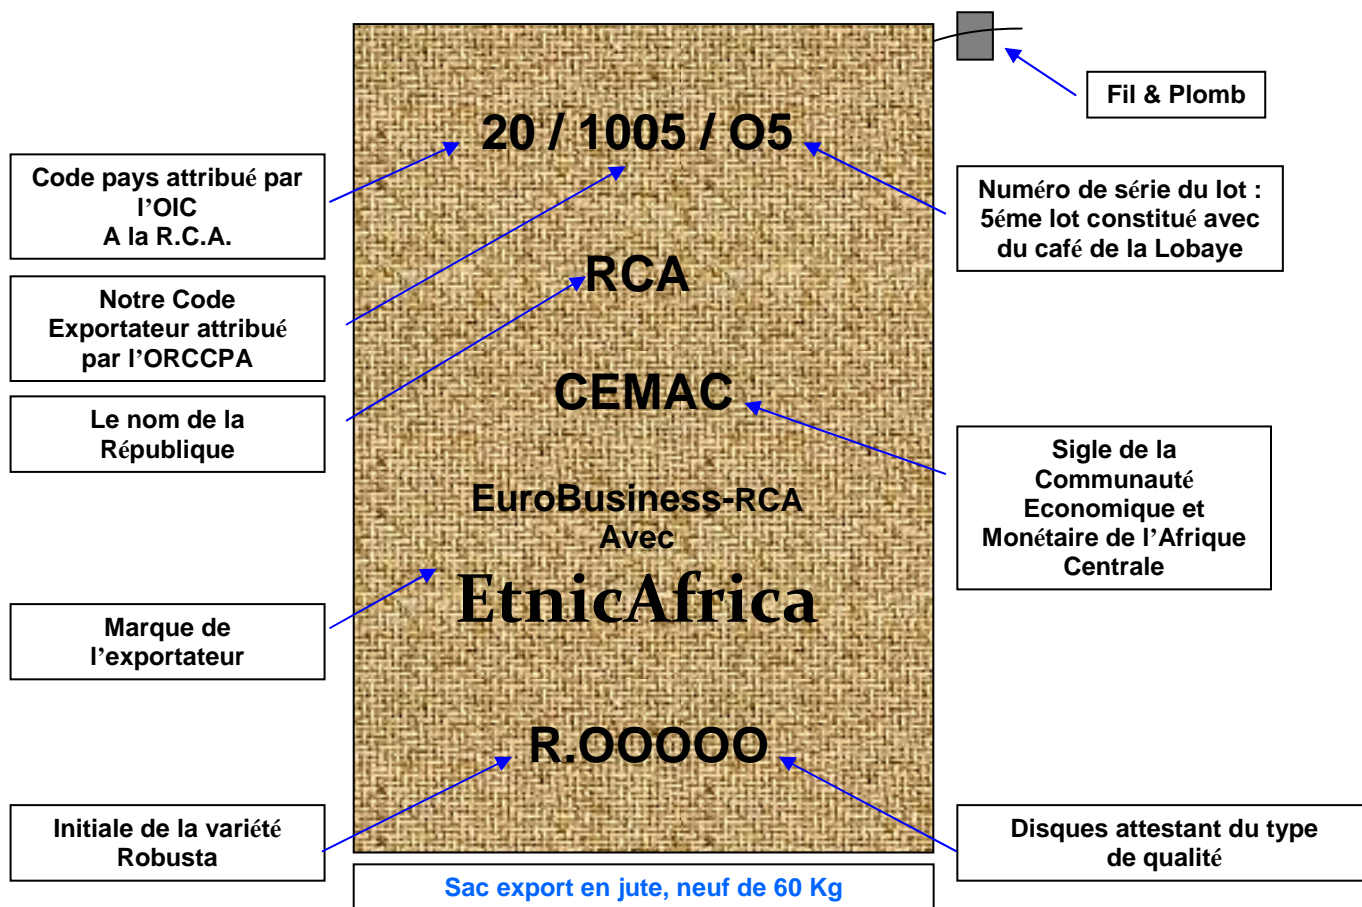 Fil & Plomb
20 / 1005 / O5
Code pays attribué par
l’OIC
A la R.C.A.
Numéro de série du lot :
5éme lot constitué avec
du café de la Lobaye
RCA
Notre Code
Exportateur attribué
par l’ORCCPA
CEMAC
Le nom de la
République
Sigle de la
Communauté
Economique et
Monétaire de l’Afrique
Centrale
EuroBusiness-RCA
Avec
EtnicAfrica
Marque de
l’exportateur
R.OOOOO
Initiale de la variété
Robusta
Disques attestant du type
de qualité
Sac export en jute, neuf de 60 Kg